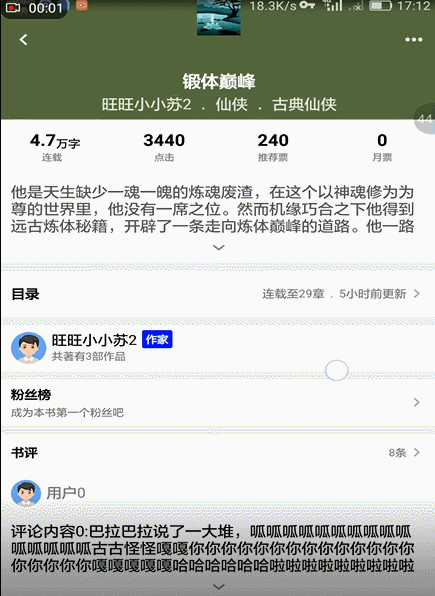 00:01
18.3K/s
17:12
锻体巅峰
旺旺小小苏2 . 仙侠 . 古典仙侠
44
4.7万字 3440 240 0
连载 点击 推荐票 月票
他是天生缺少一魂一魄的炼魂废渣，在这个以神魂修为为
尊的世界里，他没有一席之位。然而机缘巧合之下他得到
远古炼体秘籍，开辟了一条走向炼体巅峰的道路。他一路
目录 连载至29章 . 5小时前更新
旺旺小小苏2 作家
共著有3部作品
粉丝榜
成为本书第一个粉丝吧
书评 8条
用户0
评论内容0:巴拉巴拉说了一大堆，呱呱呱呱呱呱呱呱呱呱
呱呱呱呱呱古古怪怪嘎嘎你你你你你你你你你你你你你你
你你你你你嘎嘎嘎嘎嘎哈哈哈哈哈哈啦啦啦啦啦啦啦啦啦